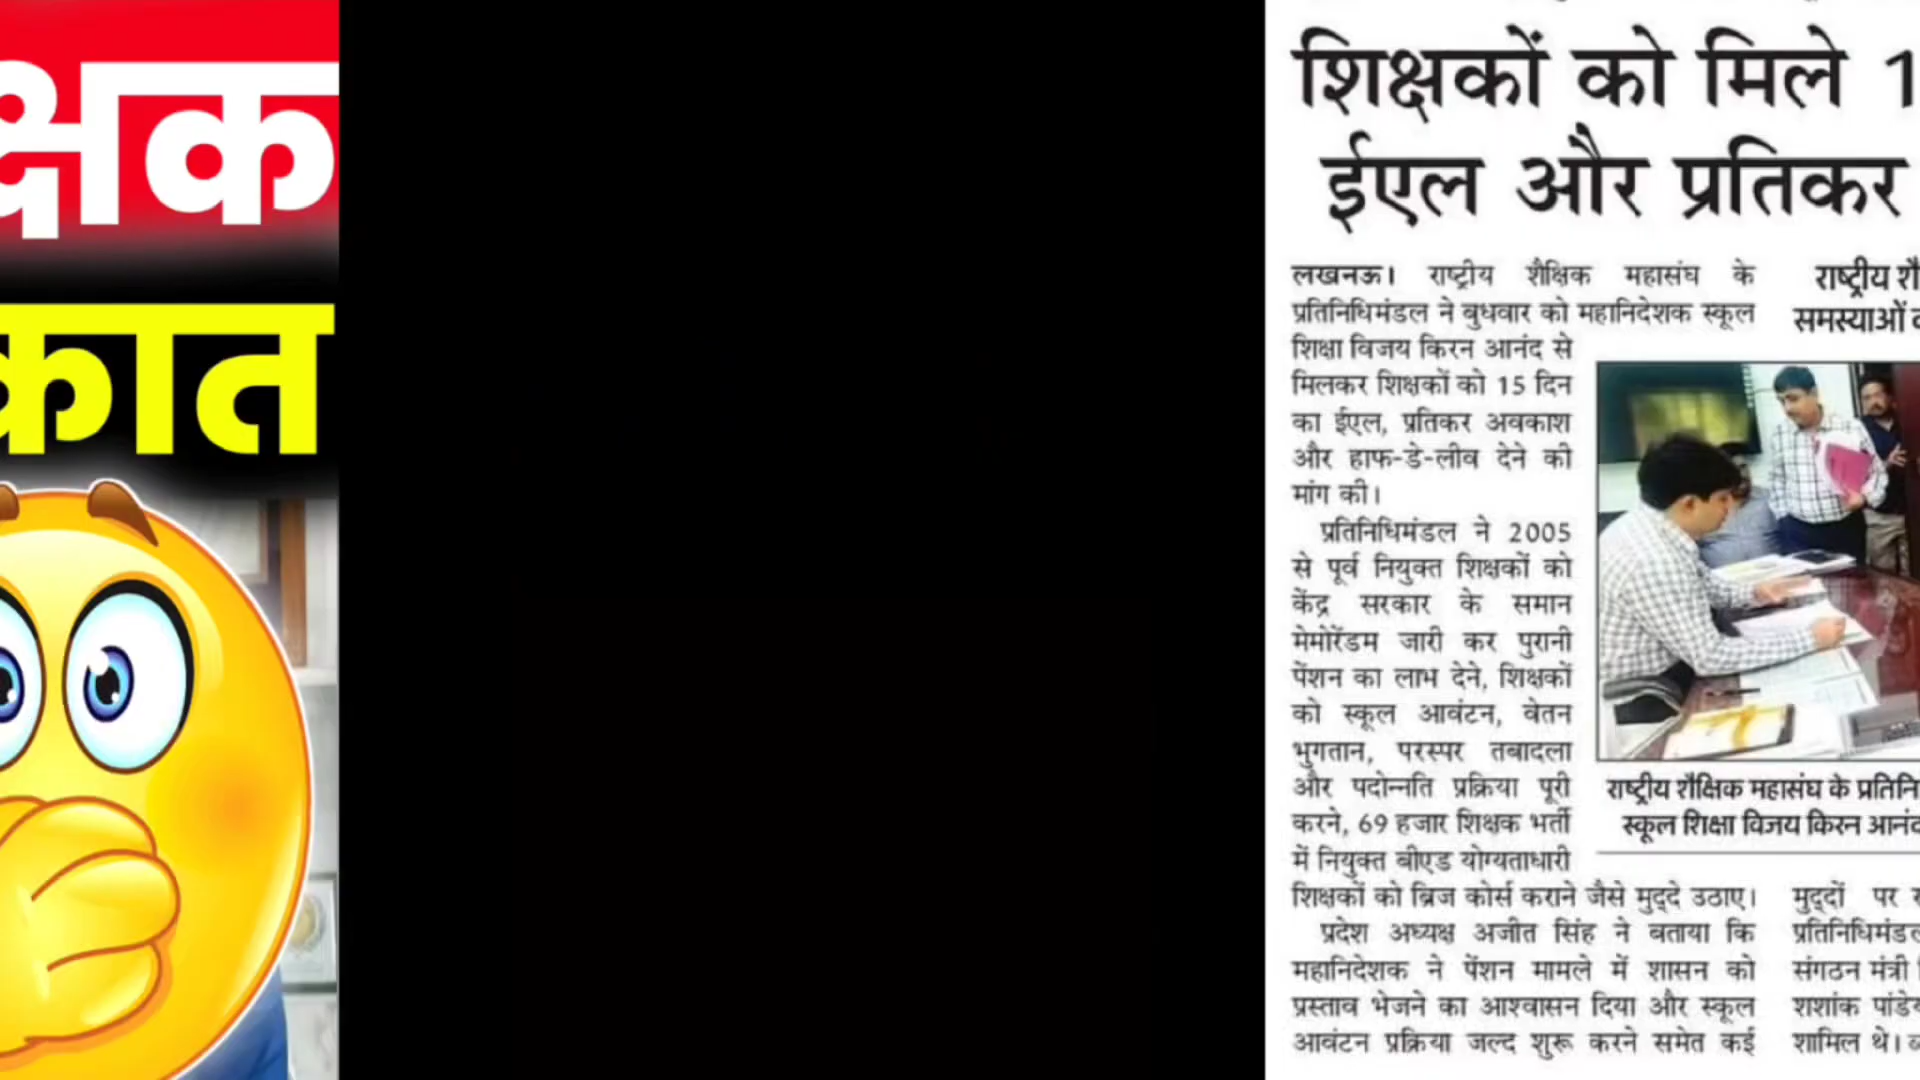 शिक्षकों को मिले 1
ईएल और प्रतिकर
लखनऊ। राष्ट्रीय शैक्षिक महासंघ के
प्रतिनिधिमंडल ने बुधवार को महानिदेशक स्कूल
शिक्षा विजय किरन आनंद से
मिलकर शिक्षकों को 15 दिन
का ईएल, प्रतिकर अवकाश
और हाफ-डे-लीव देने की
मांग की।
प्रतिनिधिमंडल ने 2005
से पूर्व नियुक्त शिक्षकों को
केंद्र सरकार के समान
मेमोरेंडम जारी कर पुरानी
पेंशन का लाभ देने, शिक्षकों
को स्कूल आवंटन, वेतन
भुगतान, परस्पर तबादला
और पदोन्नति प्रक्रिया पूरी
करने, 69 हजार शिक्षक भर्ती
में नियुक्त बीएड योग्यताधारी
शिक्षकों को ब्रिज कोर्स कराने जैसे मुद्दे उठाए।
प्रदेश अध्यक्ष अजीत सिंह ने बताया कि
महानिदेशक ने पेंशन मामले में शासन को
प्रस्ताव भेजने का आश्वासन दिया और स्कूल
आवंटन प्रक्रिया जल्द शुरू करने समेत कई
राष्ट्रीय
समस्याओं
राष्ट्रीय शैक्षिक महासंघ के
स्कूल शिक्षा विजय किरन
मुद्दों पर
संगठन मंत्री
शशांक
शामिल थे।